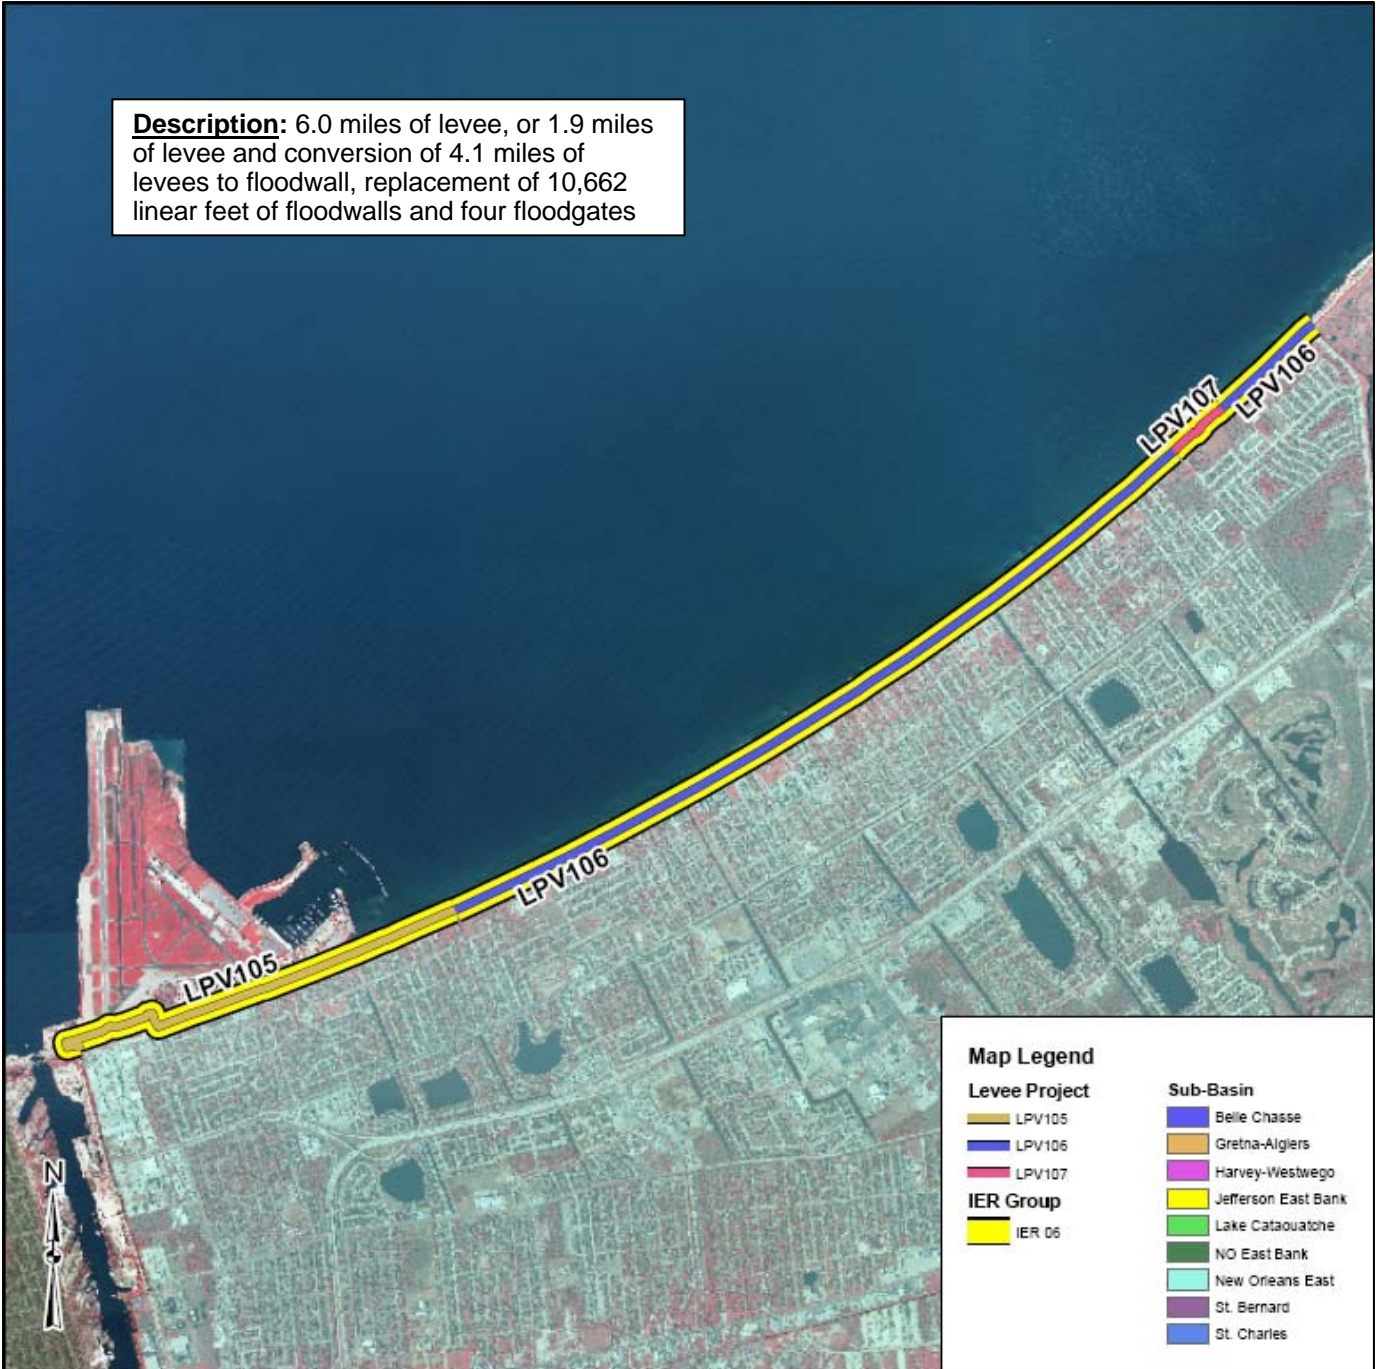 Description: 6.0 miles of levee, or 1.9 miles
of levee and conversion of 4.1 miles of
levees to floodwall, replacement of 10,662
linear feet of floodwalls and four floodgates
LPV107
LPV106
LPV106
LPV105
N
Map Legend
Levee Project
LPV105
LPV106
LPV107
IER Group
IER 06
Sub-Basin
Belle Chasse
Gretna-Algiers
Harvey-Westwego
Jefferson East Bank
Lake Cataouatche
NO East Bank
New Orleans East
St. Bernard
St. Charles